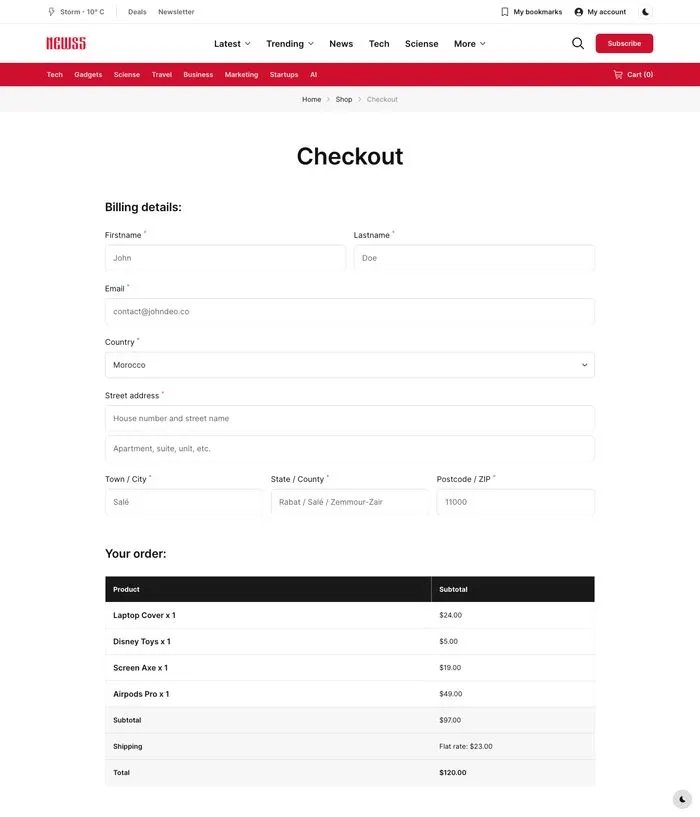 Storm - 10° C Deals Newsletter My bookmarks My account
NEWSS Latest Trending News Tech Sciense More Subscribe
Tech Gadgets Sciense Travel Business Marketing Startups AI Cart (0)
Home > Shop > Checkout
Checkout
Billing details:
Firstname * Lastname *
John Doe
Email *
contact@johndeo.co
Country *
Morocco
Street address *
House number and street name
Apartment, suite, unit, etc.
Town / City * State / County * Postcode / ZIP *
Salé Rabat / Salé / Zemmour-Zair 11000
Your order:
Product Subtotal
Laptop Cover x 1 $24.00
Disney Toys x 1 $5.00
Screen Axe x 1 $19.00
Airpods Pro x 1 $49.00
Subtotal $97.00
Shipping Flat rate: $23.00
Total $120.00